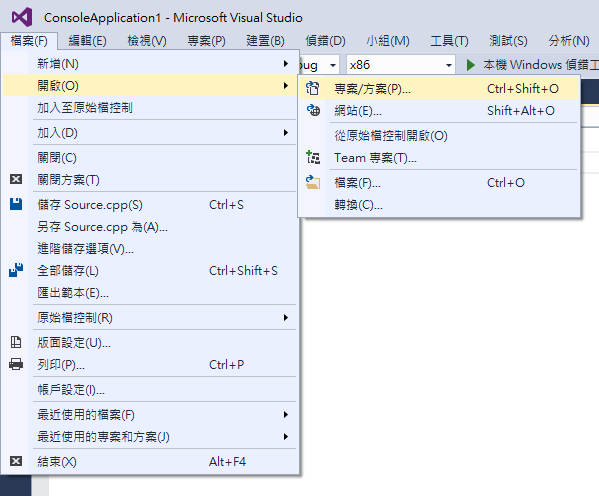 ConsoleApplication1 - Microsoft Visual Studio
檔案(F) 編輯(E) 檢視(V) 專案(P) 建置(B) 偵錯(D) 小組(M) 工具(T) 測試(S) 分析(N)
bug x86 本機 Windows 偵錯工
新增(N)
開啟(O)
加入至原始檔控制
加入(D)
關閉(C)
關閉方案(T)
儲存 Source.cpp(S) Ctrl+S
另存 Source.cpp 為(A)...
進階儲存選項(V)...
全部儲存(L) Ctrl+Shift+S
匯出範本(E)...
原始檔控制(R)
版面設定(U)...
列印(P)... Ctrl+P
帳戶設定(I)...
最近使用的檔案(F)
最近使用的專案和方案(J)
結束(X) Alt+F4
專案/方案(P)... Ctrl+Shift+O
網站(E)... Shift+Alt+O
從原始檔控制開啟(O)
Team 專案(T)...
檔案(F)... Ctrl+O
轉換(C)...